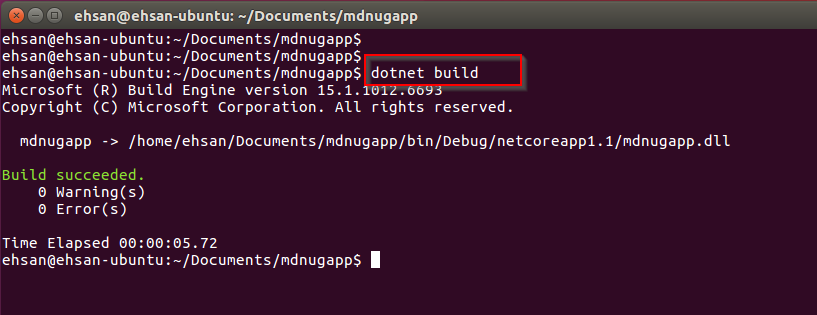 ehsan@ehsan-ubuntu: ~/Documents/mdnugapp
ehsan@ehsan-ubuntu:~/Documents/mdnugapp$
ehsan@ehsan-ubuntu:~/Documents/mdnugapp$
ehsan@ehsan-ubuntu:~/Documents/mdnugapp$ dotnet build
Microsoft (R) Build Engine version 15.1.1012.6693
Copyright (C) Microsoft Corporation. All rights reserved.
mdnugapp -> /home/ehsan/Documents/mdnugapp/bin/Debug/netcoreapp1.1/mdnugapp.dll
Build succeeded.
0 Warning(s)
0 Error(s)
Time Elapsed 00:00:05.72
ehsan@ehsan-ubuntu:~/Documents/mdnugapp$